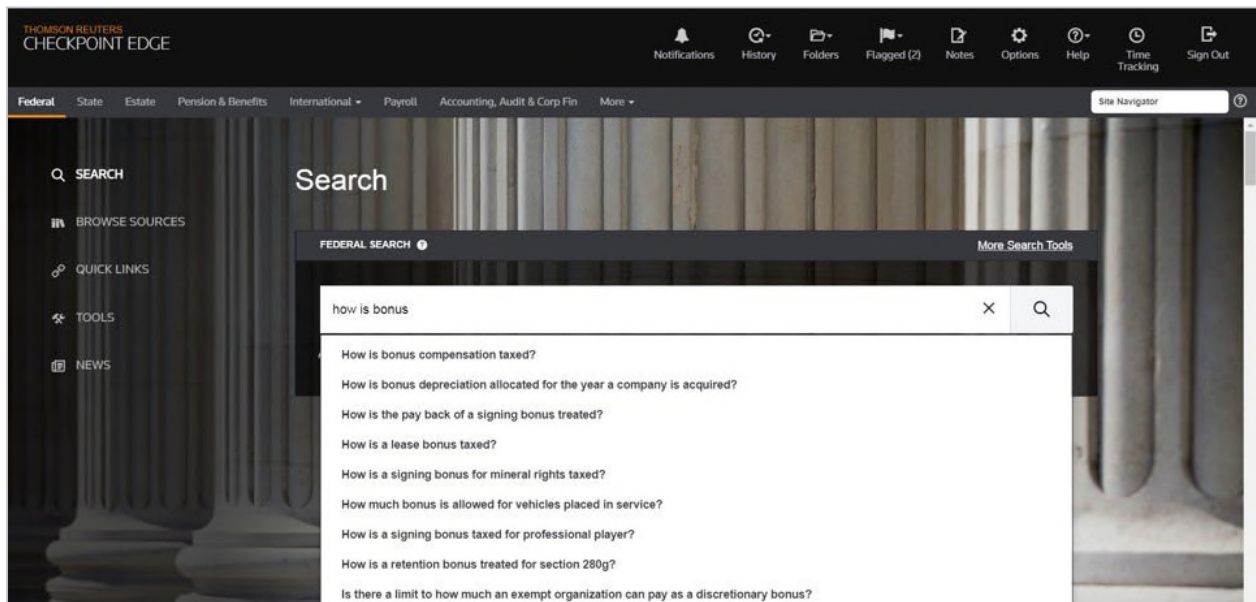 THOMSON REUTERS
CHECKPOINT EDGE
Notifications
History
Folders
Flagged (2)
Notes
Options
Help
Time
Tracking
Sign Out
Federal State Estate Pension & Benefits International Payroll Accounting, Audit & Corp Fin More
Site Navigator
SEARCH
BROWSE SOURCES
QUICK LINKS
TOOLS
NEWS
Search
FEDERAL SEARCH
More Search Tools
how is bonus
How is bonus compensation taxed?
How is bonus depreciation allocated for the year a company is acquired?
How is the pay back of a signing bonus treated?
How is a lease bonus taxed?
How is a signing bonus for mineral rights taxed?
How much bonus is allowed for vehicles placed in service?
How is a signing bonus taxed for professional player?
How is a retention bonus treated for section 280g?
Is there a limit to how much an exempt organization can pay as a discretionary bonus?